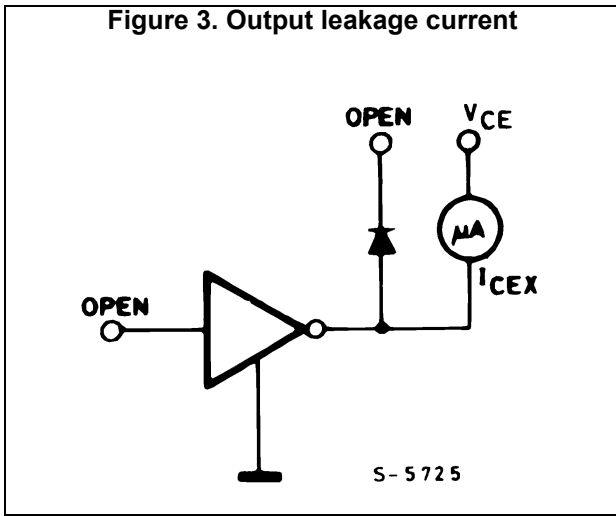 Figure 3. Output leakage current
OPEN
VCE
μA
ICEX
OPEN
S-5725